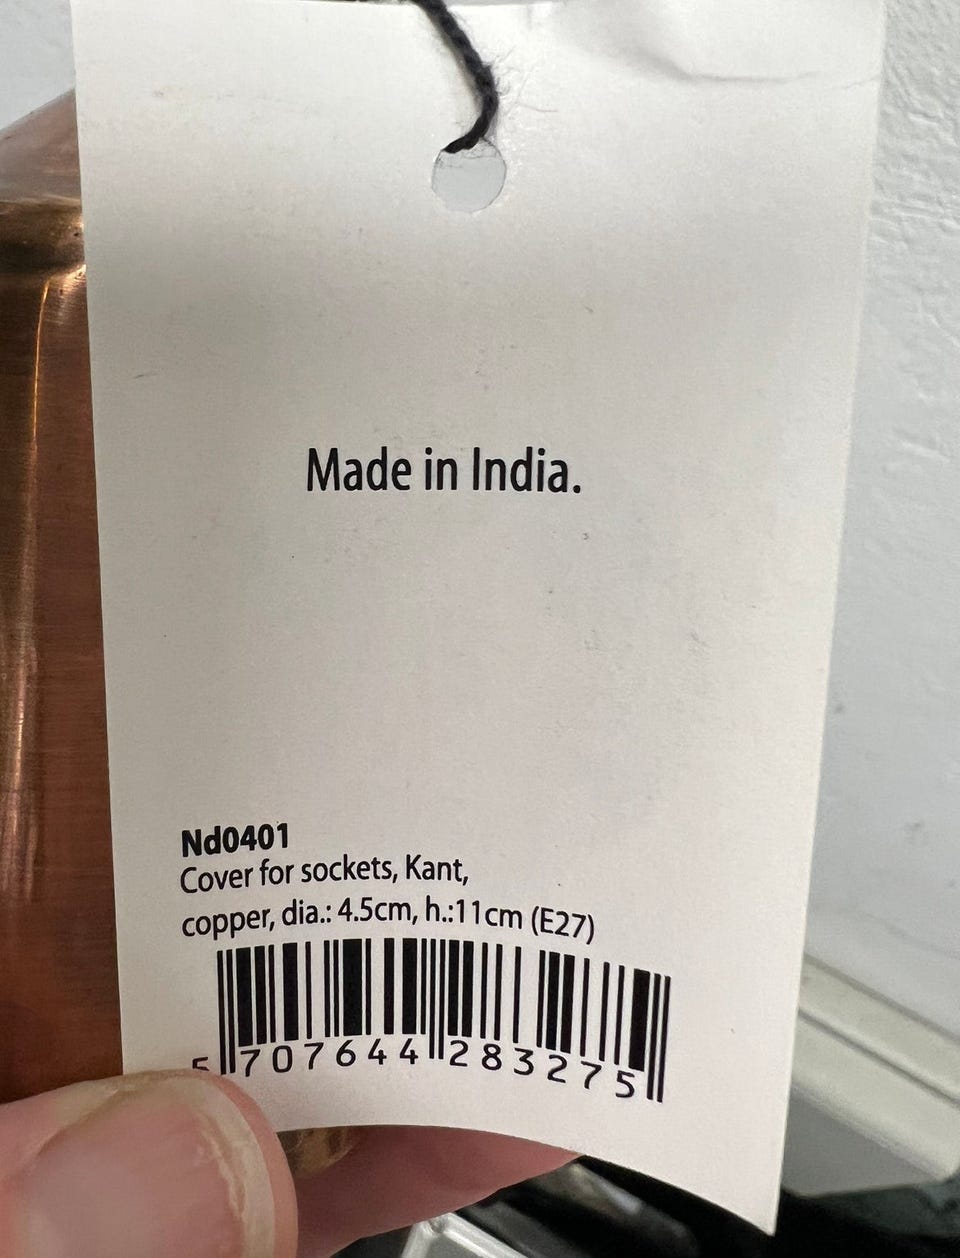 Made in India.
Nd0401
Cover for sockets, Kant,
copper, dia.: 4.5cm, h.:11cm (E27)
5 707644 283275